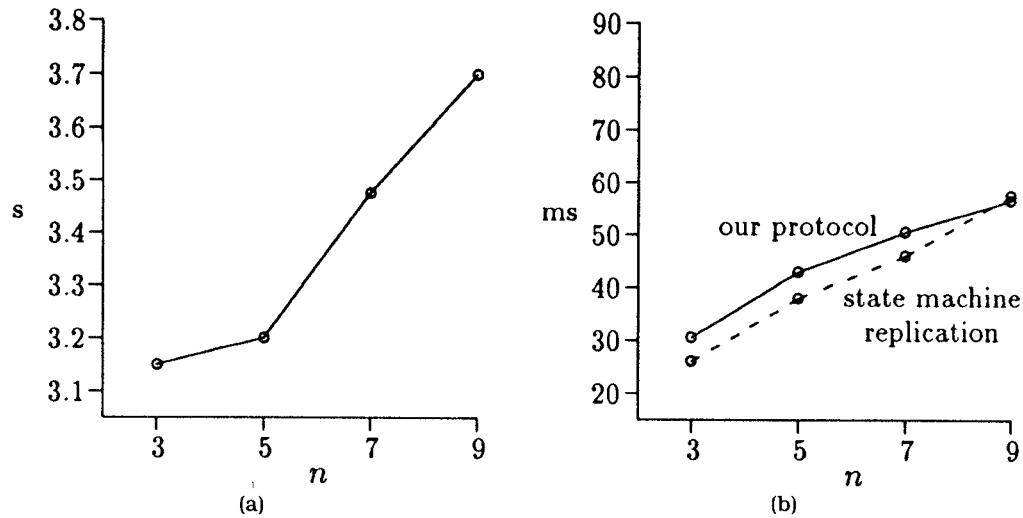 3.8
3.7
3.6
3.5
s
3.4
3.3
3.2
3.1
3 5 7 9
n
(a)
90
80
70
60
ms
50
40
30
20
our protocol
state machine
replication
3 5 7 9
n
(b)